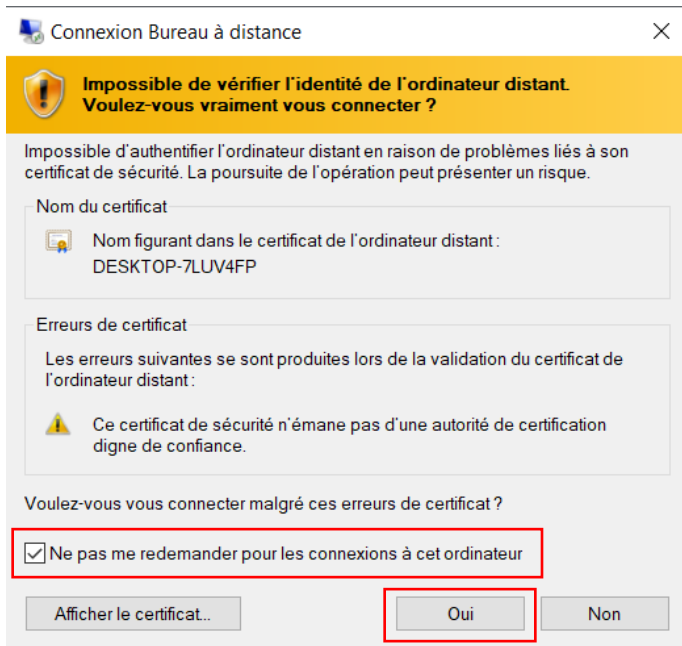 Connexion Bureau à distance
Impossible de vérifier l'identité de l'ordinateur distant.
Voulez-vous vraiment vous connecter ?
Impossible d'authentifier l'ordinateur distant en raison de problèmes liés à son
certificat de sécurité. La poursuite de l'opération peut présenter un risque.
Nom du certificat
Nom figurant dans le certificat de l'ordinateur distant :
DESKTOP-7LUV4FP
Erreurs de certificat
Les erreurs suivantes se sont produites lors de la validation du certificat de
l'ordinateur distant :
Ce certificat de sécurité n'émane pas d'une autorité de certification
digne de confiance.
Voulez-vous vous connecter malgré ces erreurs de certificat ?
Ne pas me redemander pour les connexions à cet ordinateur
Afficher le certificat...
Oui
Non